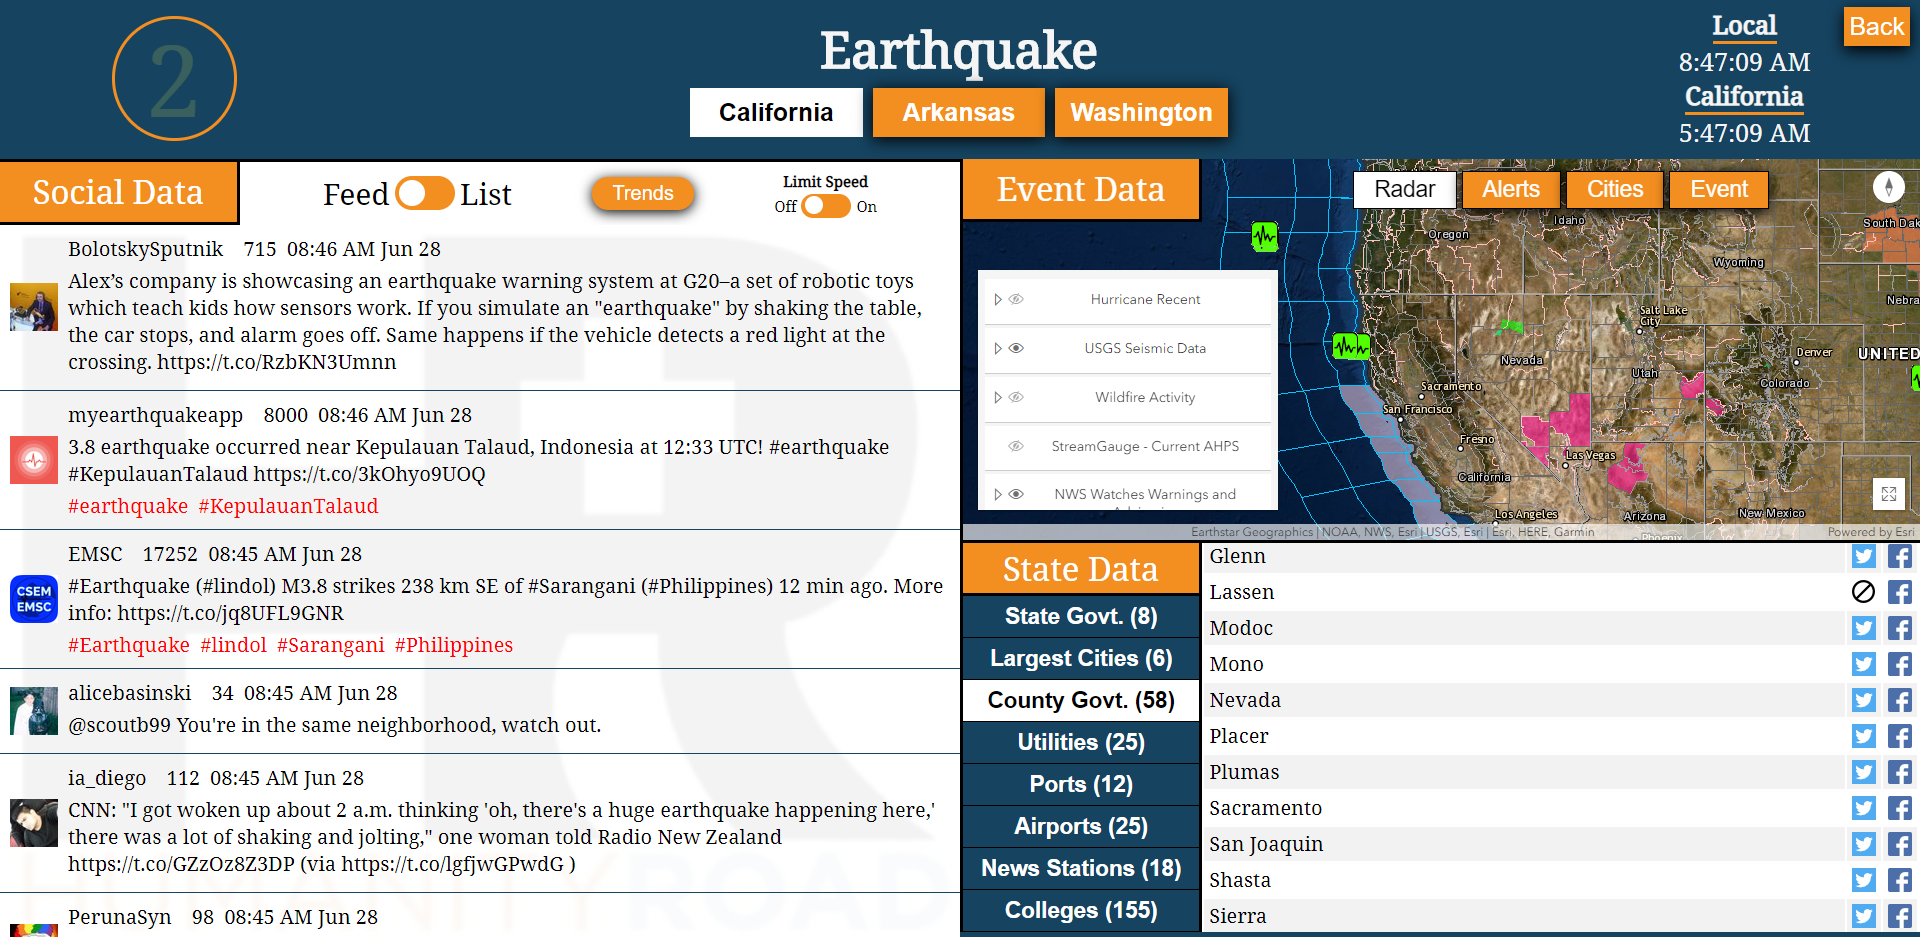 2
Earthquake
California
Arkansas
Washington
Local
8:47:09 AM
California
5:47:09 AM
Back
Social Data
Feed
List
Trends
Limit Speed
Off
On
BolotskySputnik 715 08:46 AM Jun 28
Alex’s company is showcasing an earthquake warning system at G20–a set of robotic toys
which teach kids how sensors work. If you simulate an "earthquake" by shaking the table,
the car stops, and alarm goes off. Same happens if the vehicle detects a red light at the
crossing. https://t.co/RzbKN3Umnn
myearthquakeapp 8000 08:46 AM Jun 28
3.8 earthquake occurred near Kepulauan Talaud, Indonesia at 12:33 UTC! #earthquake
#KepulauanTalaud https://t.co/3kOhyo9UOQ
#earthquake #KepulauanTalaud
EMSC 17252 08:45 AM Jun 28
CSEM
EMSC
#Earthquake (#lindol) M3.8 strikes 238 km SE of #Sarangani (#Philippines) 12 min ago. More
info: https://t.co/jq8UFL9GNR
#Earthquake #lindol #Sarangani #Philippines
alicebasinski 34 08:45 AM Jun 28
@scoutb99 You're in the same neighborhood, watch out.
ia_diego 112 08:45 AM Jun 28
CNN: "I got woken up about 2 a.m. thinking 'oh, there's a huge earthquake happening here,'
there was a lot of shaking and jolting," one woman told Radio New Zealand
https://t.co/GZzOz8Z3DP (via https://t.co/lgfjwGPwdG )
PerunaSyn 98 08:45 AM Jun 28
HUMANITY ROAD
Event Data
Radar
Alerts
Cities
Event
Hurricane Recent
USGS Seismic Data
Wildfire Activity
StreamGauge - Current AHPS
NWS Watches Warnings and
Idaho
Oregon
South Dak
Wyoming
Nebra
Salt Lake
City
Nevada
Denver
UNITED
Utah
Colorado
Sacramento
San Francisco
Fresno
Las Vegas
California
Los Angeles
Arizona
New Mexico
Phoenix
Earthstar Geographics | NOAA, NWS, Esri | USGS, Esri | Esri, HERE, Garmin
Powered by Esri
State Data
State Govt. (8)
Largest Cities (6)
County Govt. (58)
Utilities (25)
Ports (12)
Airports (25)
News Stations (18)
Colleges (155)
Glenn
Lassen
Modoc
Mono
Nevada
Placer
Plumas
Sacramento
San Joaquin
Shasta
Sierra